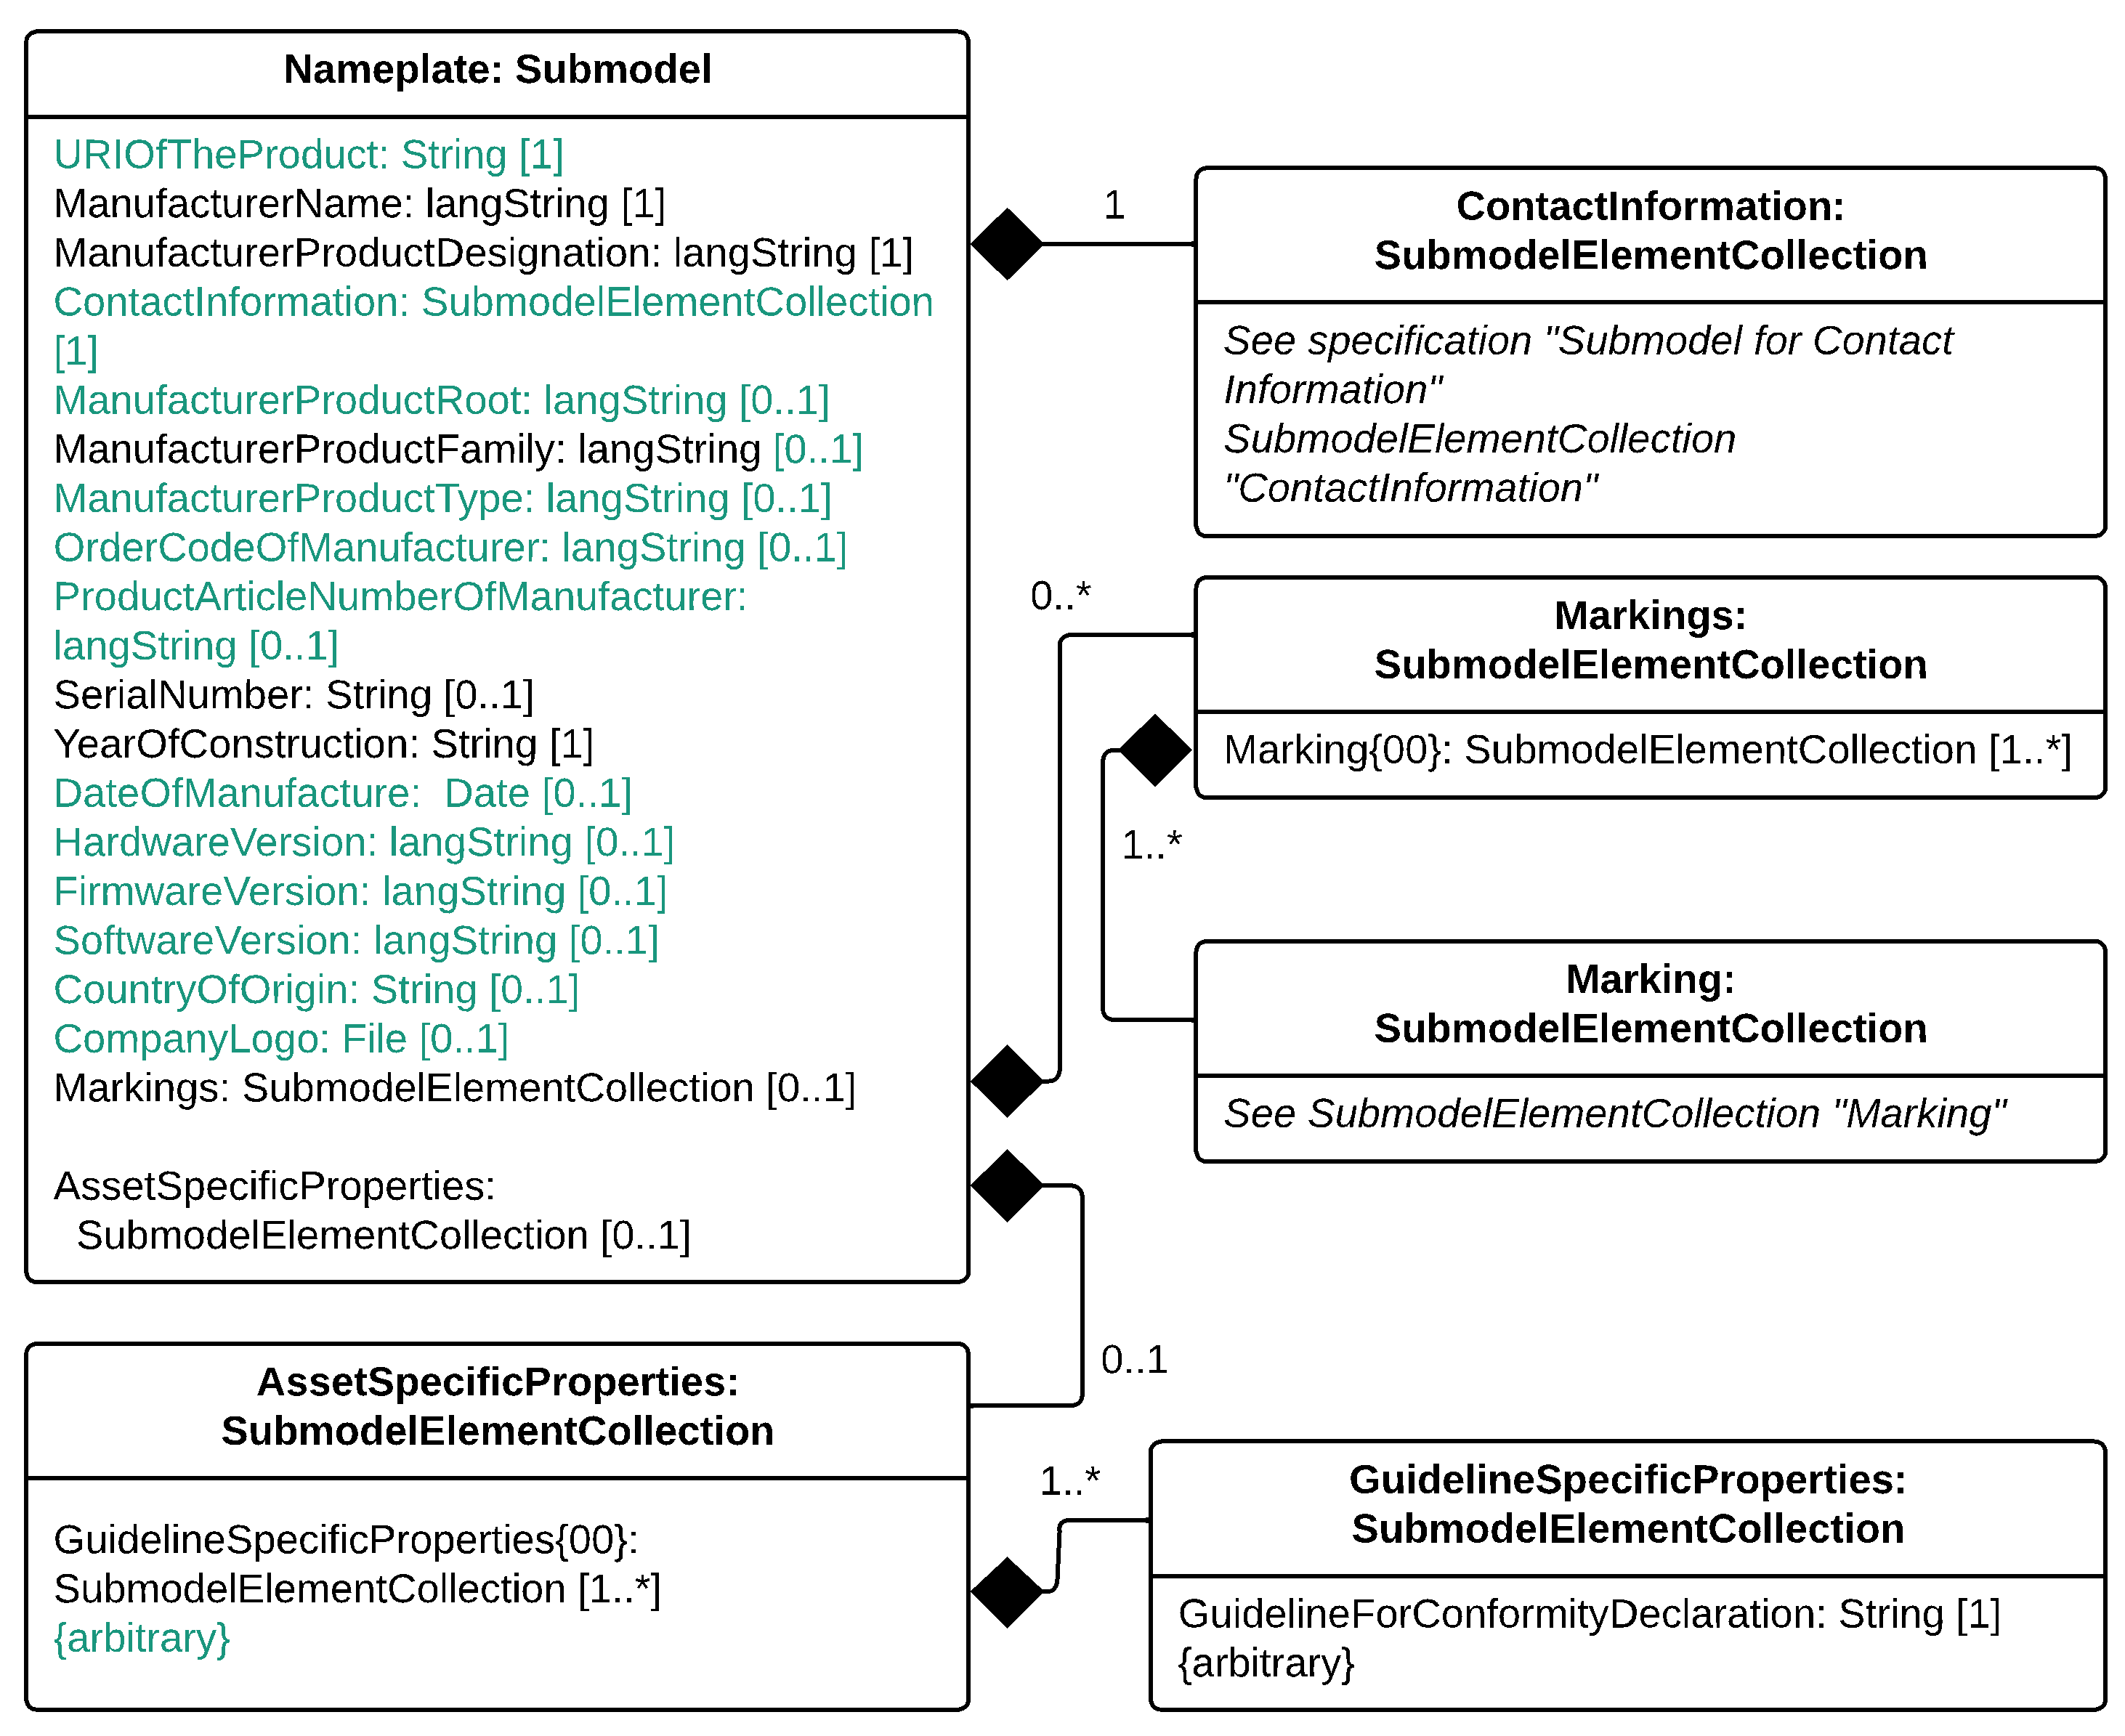 Nameplate: Submodel
URIOfTheProduct: String [1]
ManufacturerName: langString [1]
ManufacturerProductDesignation: langString [1]
ContactInformation: SubmodelElementCollection
[1]
ManufacturerProductRoot: langString [0..1]
ManufacturerProductFamily: langString [0..1]
ManufacturerProductType: langString [0..1]
OrderCodeOfManufacturer: langString [0..1]
ProductArticleNumberOfManufacturer:
langString [0..1]
SerialNumber: String [0..1]
YearOfConstruction: String [1]
DateOfManufacture:  Date [0..1]
HardwareVersion: langString [0..1]
FirmwareVersion: langString [0..1]
SoftwareVersion: langString [0..1]
CountryOfOrigin: String [0..1]
CompanyLogo: File [0..1]
Markings: SubmodelElementCollection [0..1]
AssetSpecificProperties:
SubmodelElementCollection [0..1]
1
ContactInformation:
SubmodelElementCollection
See specification "Submodel for Contact
Information"
SubmodelElementCollection
"ContactInformation"
0..*
Markings:
SubmodelElementCollection
Marking{00}: SubmodelElementCollection [1..*]
1..*
Marking:
SubmodelElementCollection
See SubmodelElementCollection "Marking"
0..1
AssetSpecificProperties:
SubmodelElementCollection
GuidelineSpecificProperties{00}:
SubmodelElementCollection [1..*]
{arbitrary}
1..*
GuidelineSpecificProperties:
SubmodelElementCollection
GuidelineForConformityDeclaration: String [1]
{arbitrary}